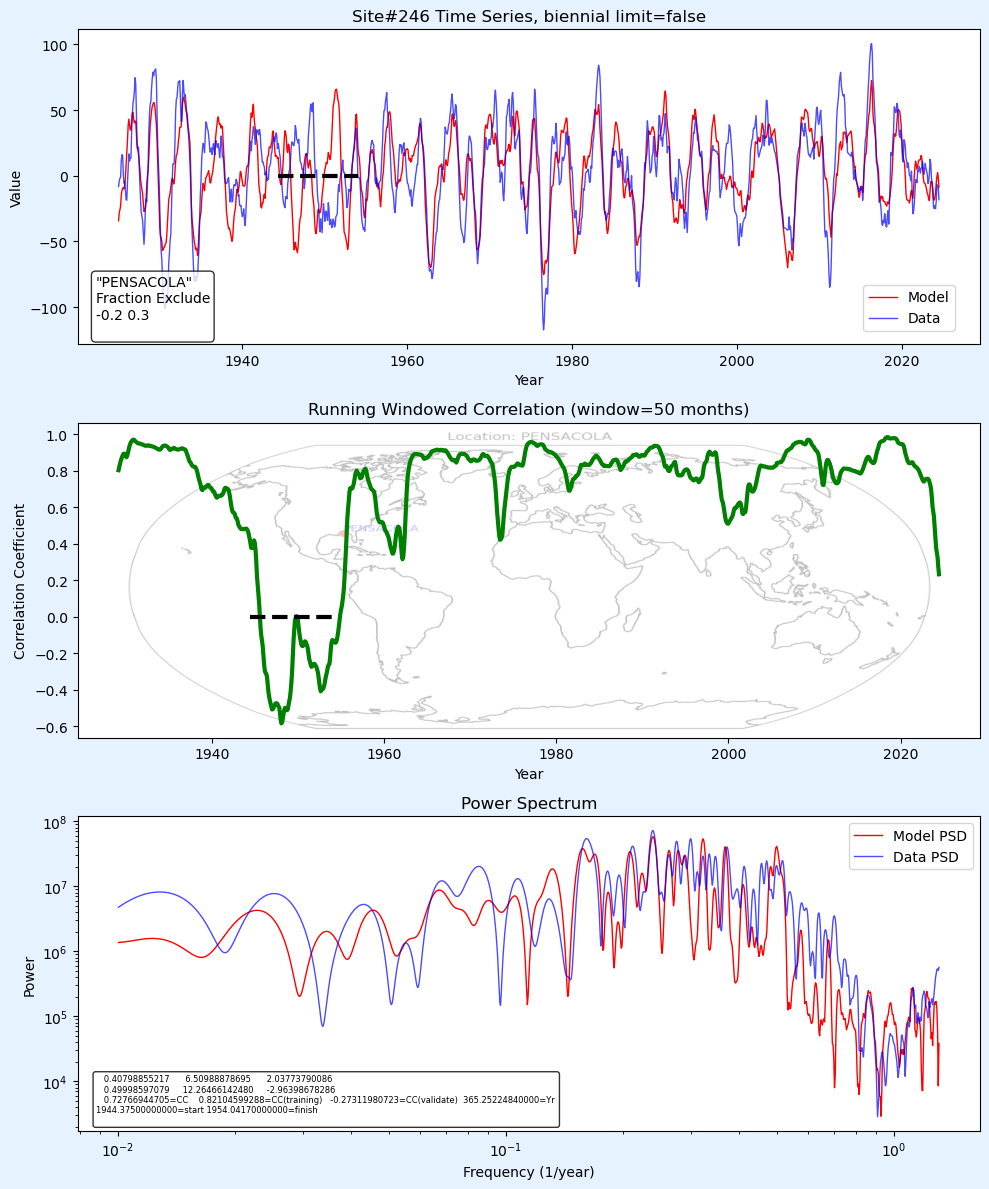 Site#246 Time Series, biennial limit=false
100
50
0
−50
−100
Value
"PENSACOLA"
Fraction Exclude
-0.2 0.3
Model
Data
1940
1960
1980
2000
2020
Year
Running Windowed Correlation (window=50 months)
Location: PENSACOLA
1.0
0.8
0.6
0.4
0.2
0.0
−0.2
−0.4
−0.6
Correlation Coefficient
PENSACOLA
1940
1960
1980
2000
2020
Year
Power Spectrum
10⁸
10⁷
10⁶
10⁵
10⁴
Power
Model PSD
Data PSD
0.40798855217 6.50988878695 2.03773790086
0.49998597079 12.26466142480 -2.96398678286
0.72766944705=CC 0.82104599288=CC(training) -0.27311980723=CC(validate) 365.25224840000=Yr
1944.37500000000=start 1954.04170000000=finish
10⁻²
10⁻¹
10⁰
Frequency (1/year)